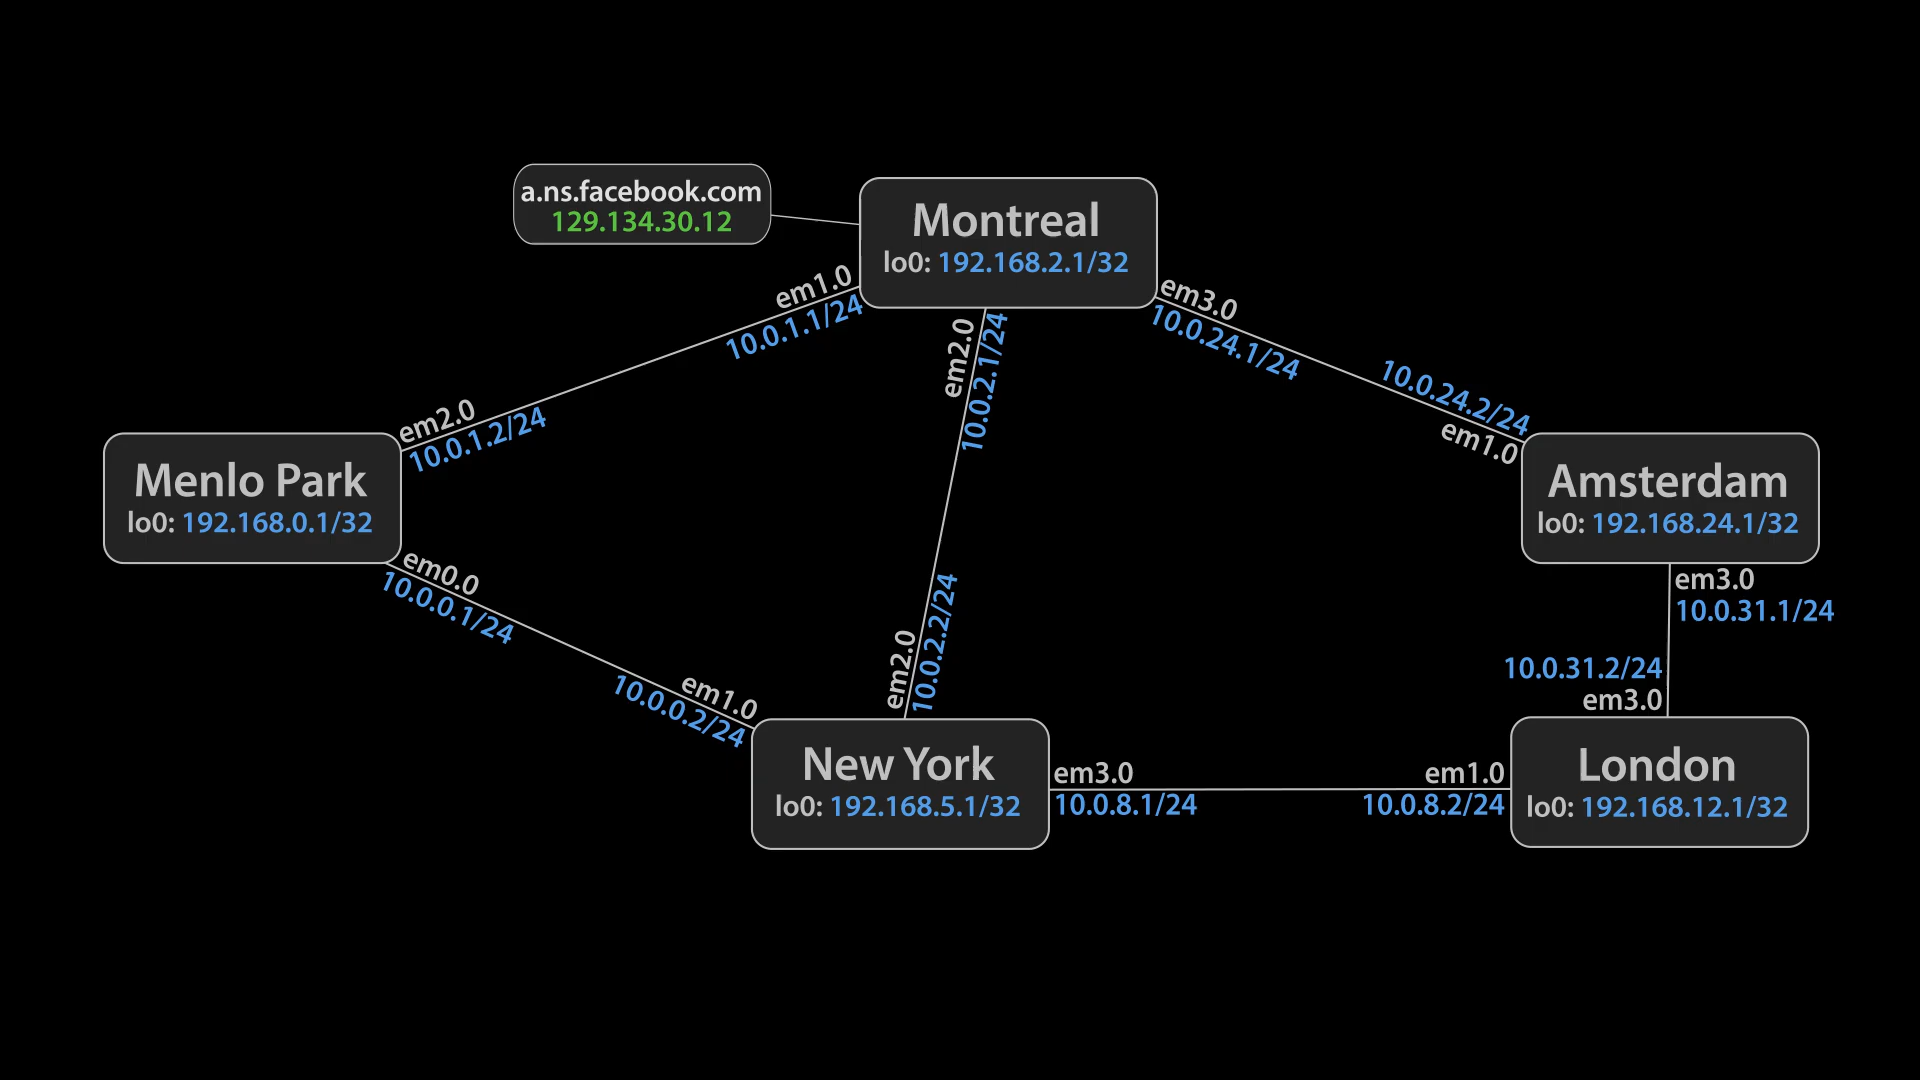 a.ns.facebook.com
129.134.30.12
Montreal
lo0: 192.168.2.1/32
em1.0
10.0.1.1/24
em2.0
10.0.2.1/24
em3.0
10.0.24.1/24
10.0.24.2/24
em1.0
em2.0
10.0.1.2/24
Menlo Park
lo0: 192.168.0.1/32
em0.0
10.0.0.1/24
Amsterdam
lo0: 192.168.24.1/32
em3.0
10.0.31.1/24
10.0.31.2/24
em3.0
em1.0
10.0.0.2/24
em2.0
10.0.2.2/24
New York
lo0: 192.168.5.1/32
em3.0
10.0.8.1/24
em1.0
10.0.8.2/24
London
lo0: 192.168.12.1/32